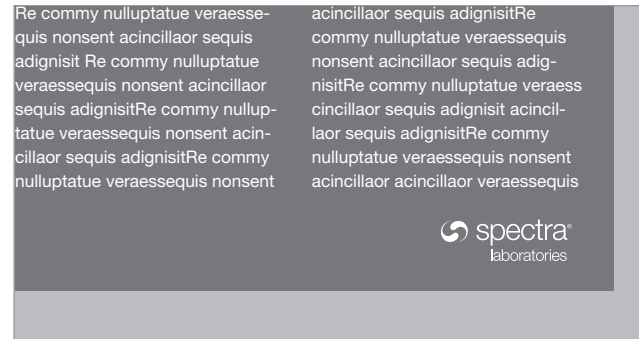 Re commy nulluptatue veraesse-
quis nonsent acincillaor sequis
adignisit Re commy nulluptatue
veraessequis nonsent acincillaor
sequis adignisitRe commy nullup-
tatue veraessequis nonsent acin-
cillaor sequis adignisitRe commy
nulluptatue veraessequis nonsent
acincillaor sequis adignisitRe
commy nulluptatue veraessequis
nonsent acincillaor sequis adig-
nisitRe commy nulluptatue veraess
cincillaor sequis adignisit acincil-
laor sequis adignisitRe commy
nulluptatue veraessequis nonsent
acincillaor acincillaor veraessequis
spectra®
laboratories